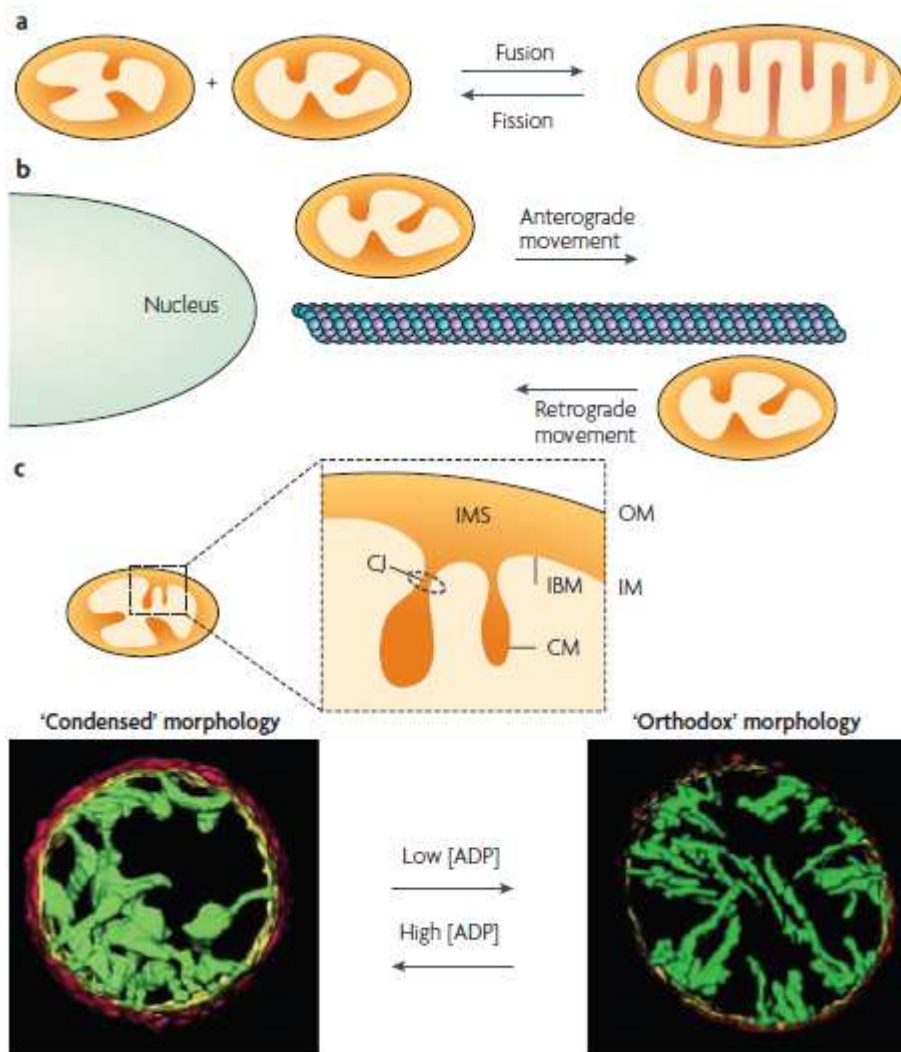 a
+
Fusion
Fission
b
Nucleus
Anterograde
movement
Retrograde
movement
c
IMS
OM
CJ
IBM
IM
CM
'Condensed' morphology
'Orthodox' morphology
Low [ADP]
High [ADP]